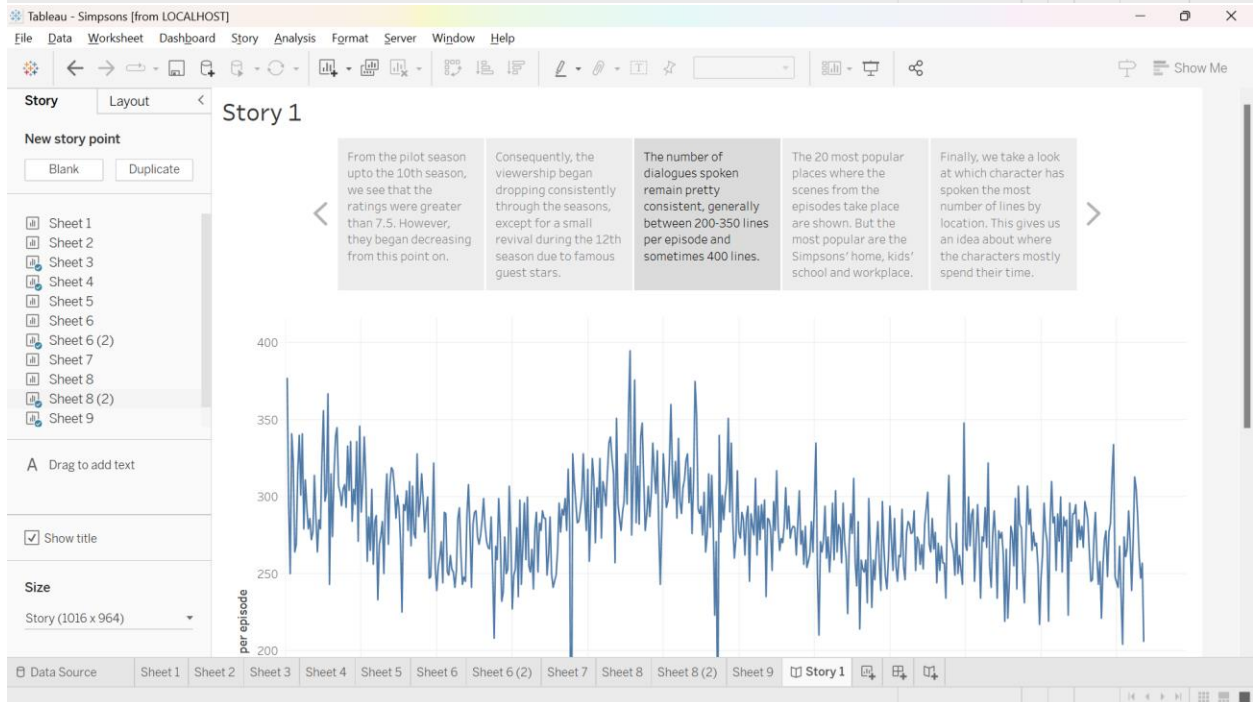 Tableau - Simpsons [from LOCALHOST]
File Data Worksheet Dashboard Story Analysis Format Server Window Help
Show Me
Story Layout
New story point
Blank Duplicate
Sheet 1
Sheet 2
Sheet 3
Sheet 4
Sheet 5
Sheet 6
Sheet 6 (2)
Sheet 7
Sheet 8
Sheet 8 (2)
Sheet 9
A Drag to add text
Show title
Size
Story (1016 x 964)
Story 1
From the pilot season
upto the 10th season,
we see that the
ratings were greater
than 7.5. However,
they began decreasing
from this point on.
Consequently, the
viewership began
dropping consistently
through the seasons,
except for a small
revival during the 12th
season due to famous
guest stars.
The number of
dialogues spoken
remain pretty
consistent, generally
between 200-350 lines
per episode and
sometimes 400 lines.
The 20 most popular
places where the
scenes from the
episodes take place
are shown. But the
most popular are the
Simpsons' home, kids'
school and workplace.
Finally, we take a look
at which character has
spoken the most
number of lines by
location. This gives us
an idea about where
the characters mostly
spend their time.
400
350
300
250
200
per episode
Data Source Sheet 1 Sheet 2 Sheet 3 Sheet 4 Sheet 5 Sheet 6 Sheet 6 (2) Sheet 7 Sheet 8 Sheet 8 (2) Sheet 9 Story 1